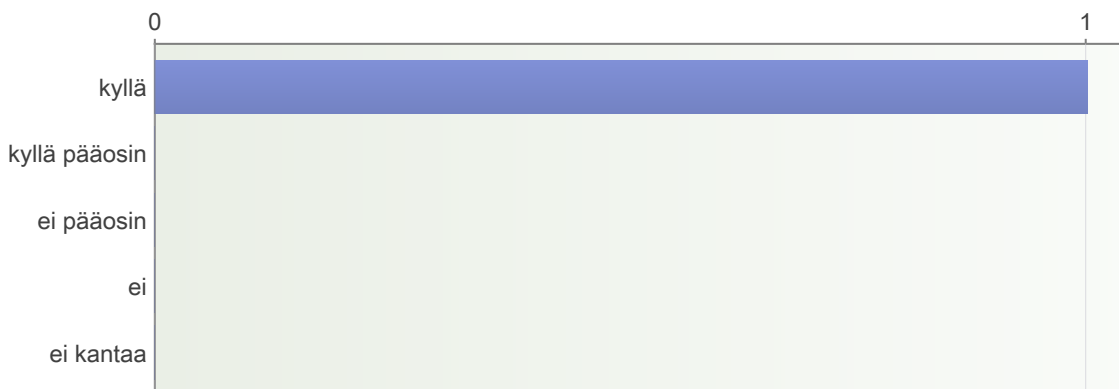 0 1
kyllä
kyllä pääosin
ei pääosin
ei
ei kantaa